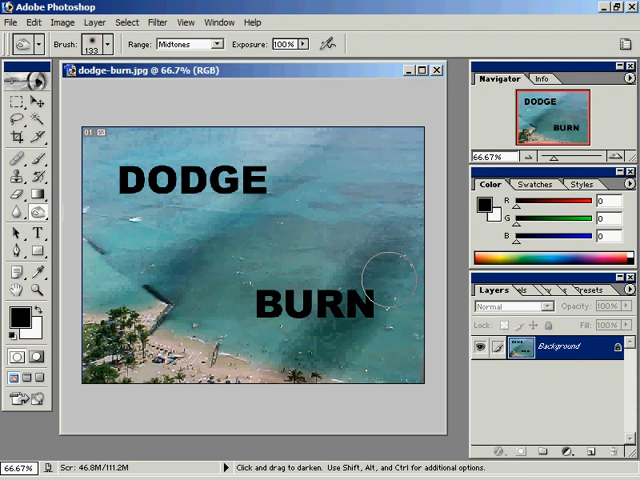 Adobe Photoshop
File Edit Image Layer Select Filter View Window Help
Brush: 133 Range: Midtones Exposure: 100%
dodge-burn.jpg @ 66.7% (RGB)
01
DODGE
BURN
Navigator Info
DODGE
BURN
66.67%
Color Swatches Styles
R 0
G 0
B 0
Layers els y y resets
Normal Opacity: 100%
Lock: Fill: 100%
Background
66.67% Scr: 46.8M/111.2M Click and drag to darken. Use Shift, Alt, and Ctrl for additional options.